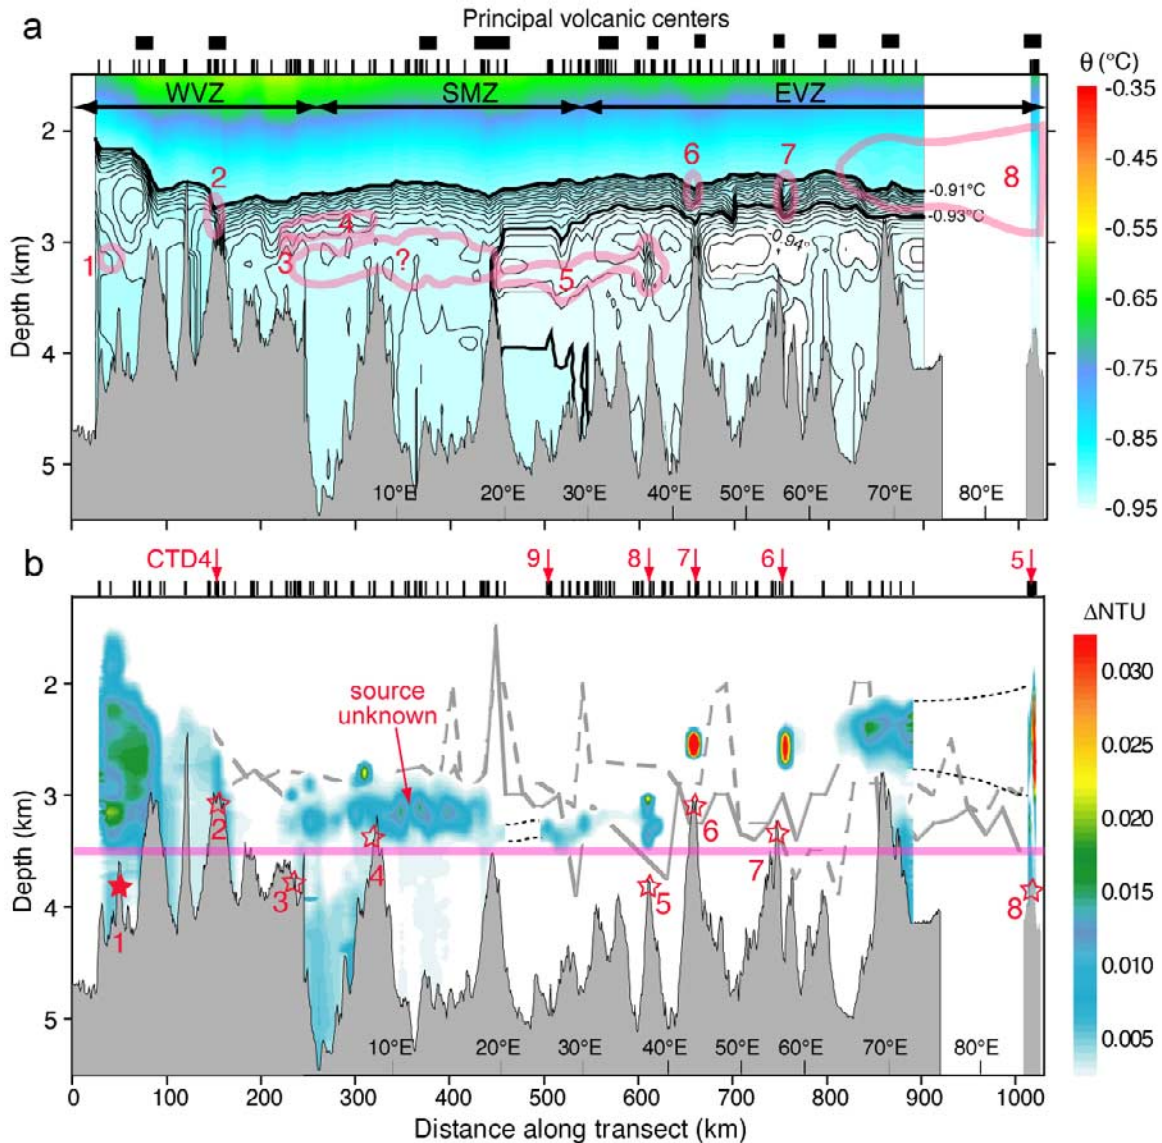 Principal volcanic centers
a
θ (°C)
WVZ SMZ EVZ
-0.35
-0.45
-0.55
-0.65
-0.75
-0.85
-0.95
2
3
4
5
Depth (km)
1 2 3 4 ? 5 6 7 8
-0.91°C
-0.93°C
-0.94°
10°E 20°E 30°E 40°E 50°E 60°E 70°E 80°E
b
CTD4 9 8 7 6 5
ΔNTU
0.030
0.025
0.020
0.015
0.010
0.005
2
3
4
5
Depth (km)
source
unknown
1 2 3 4 5 6 7 8
10°E 20°E 30°E 40°E 50°E 60°E 70°E 80°E
0 100 200 300 400 500 600 700 800 900 1000
Distance along transect (km)